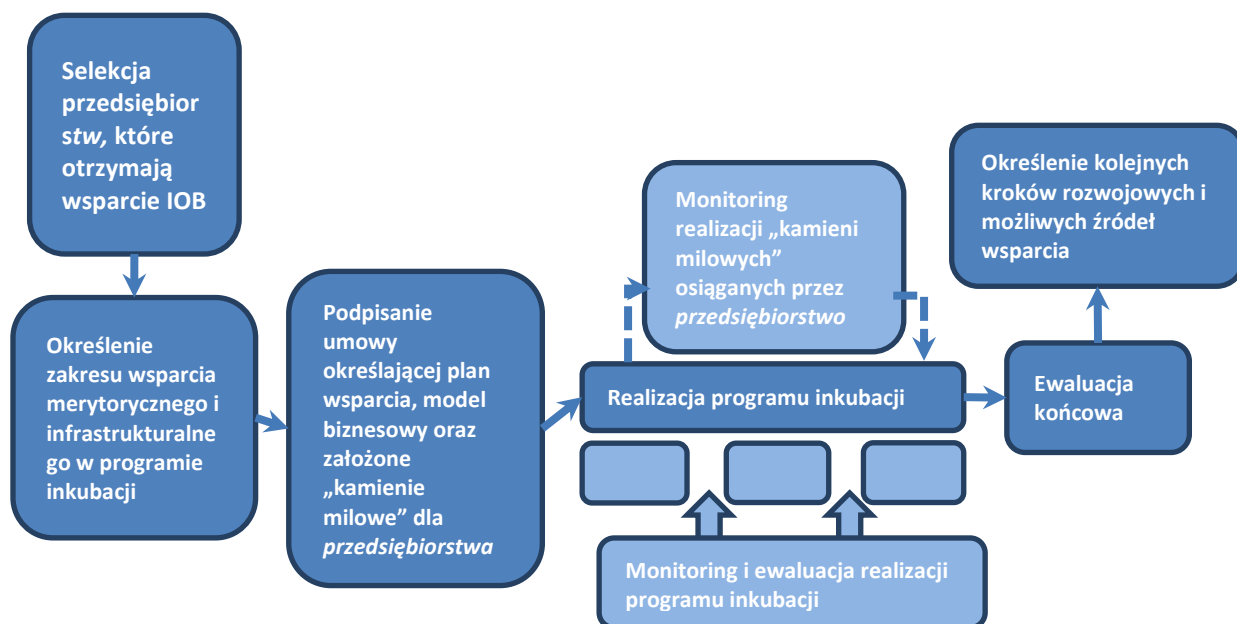 Selekcja
przedsiębior
stw, które
otrzymają
wsparcie IOB
Określenie
zakresu wsparcia
merytorycznego i
infrastrukturalne
go w programie
inkubacji
Podpisanie
umowy
określającej plan
wsparcia, model
biznesowy oraz
założone
„kamienie
milowe” dla
przedsiębiorstwa
Monitoring
realizacji „kamieni
milowych”
osiąganych przez
przedsiębiorstwo
Realizacja programu inkubacji
Monitoring i ewaluacja realizacji
programu inkubacji
Ewaluacja
końcowa
Określenie kolejnych
kroków rozwojowych i
możliwych źródeł
wsparcia